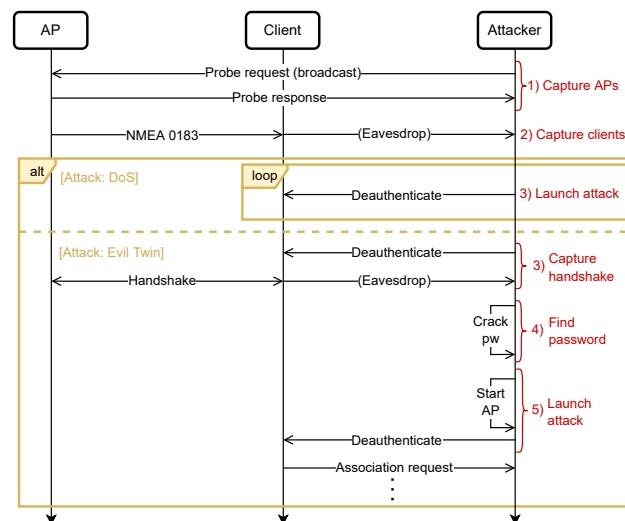 AP
Client
Attacker
Probe request (broadcast)
1) Capture APs
Probe response
NMEA 0183
(Eavesdrop)
2) Capture clients
alt
[Attack: DoS]
loop
Deauthenticate
3) Launch attack
[Attack: Evil Twin]
Deauthenticate
3) Capture
handshake
Handshake
(Eavesdrop)
Crack
pw
4) Find
password
Start
AP
5) Launch
attack
Deauthenticate
Association request